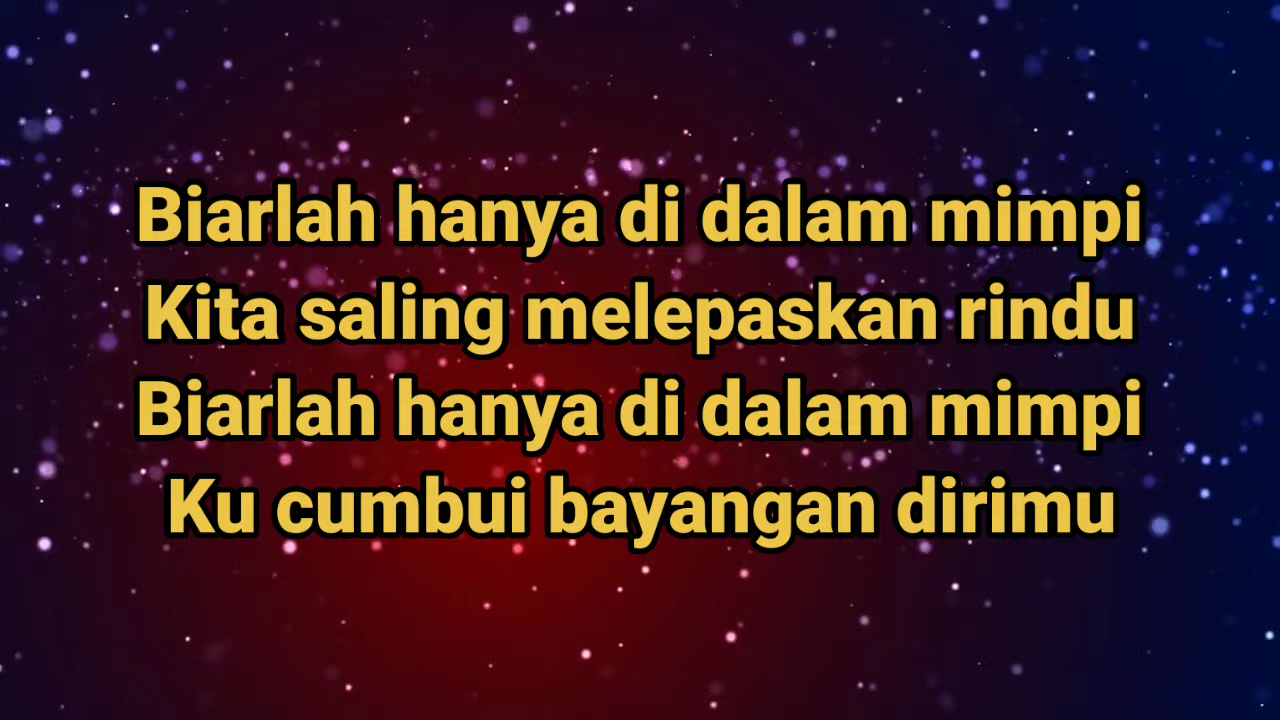 Biarlah hanya di dalam mimpi
Kita saling melepaskan rindu
Biarlah hanya di dalam mimpi
Ku cumbui bayangan dirimu